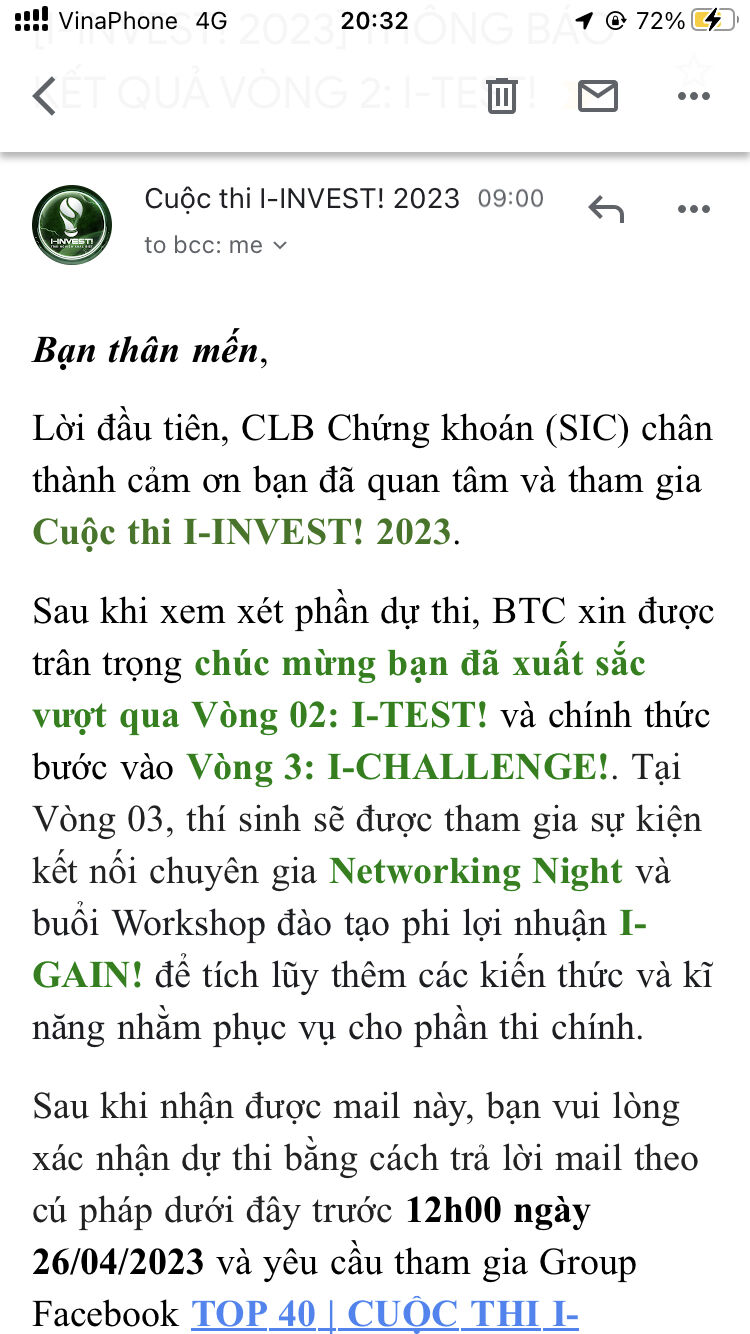 VinaPhone 4G 20:32 72%
[I-INVEST! 2023] THÔNG BÁO
KẾT QUẢ VÒNG 2: I-TEST!
Cuộc thi I-INVEST! 2023 09:00
I-INVEST!
to bcc: me
Bạn thân mến,
Lời đầu tiên, CLB Chứng khoán (SIC) chân
thành cảm ơn bạn đã quan tâm và tham gia
Cuộc thi I-INVEST! 2023.
Sau khi xem xét phần dự thi, BTC xin được
trân trọng chúc mừng bạn đã xuất sắc
vượt qua Vòng 02: I-TEST! và chính thức
bước vào Vòng 3: I-CHALLENGE!. Tại
Vòng 03, thí sinh sẽ được tham gia sự kiện
kết nối chuyên gia Networking Night và
buổi Workshop đào tạo phi lợi nhuận I-
GAIN! để tích lũy thêm các kiến thức và kĩ
năng nhằm phục vụ cho phần thi chính.
Sau khi nhận được mail này, bạn vui lòng
xác nhận dự thi bằng cách trả lời mail theo
cú pháp dưới đây trước 12h00 ngày
26/04/2023 và yêu cầu tham gia Group
Facebook TOP 40 | CUỘC THI I-